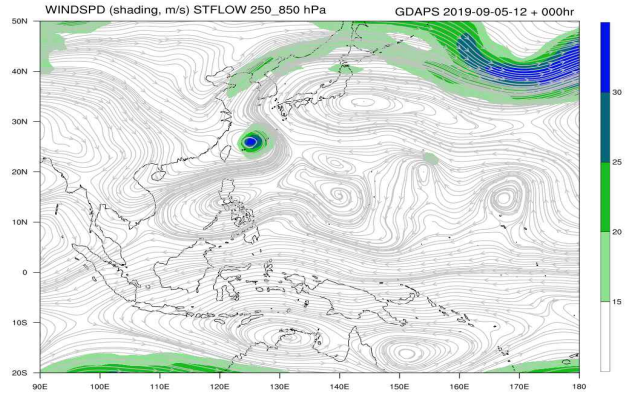 WINDSPD (shading, m/s) STFLOW 250_850 hPa
GDAPS 2019-09-05-12 + 000hr
50N
40N
30N
20N
10N
0
10S
20S
90E
100E
110E
120E
130E
140E
150E
160E
170E
180
30
25
20
15